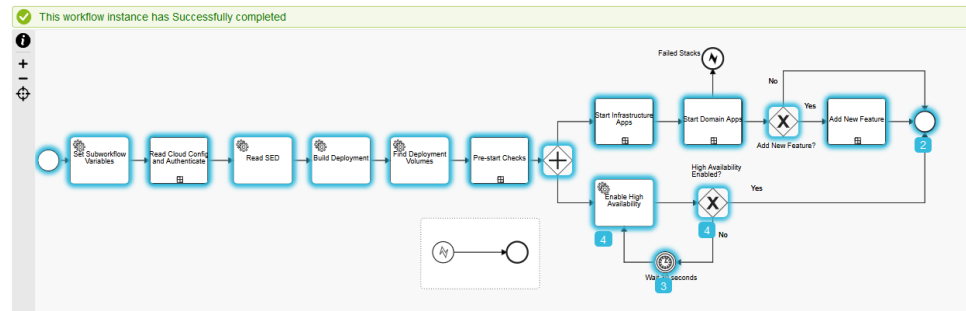 This workflow instance has Successfully completed
Failed Stacks
No
Yes
Start Infrastructure
Apps
Start Domain Apps
Add New Feature
Add New Feature?
2
Set Subworkflow
Variables
Read Cloud Config
and Authenticate
Read SED
Build Deployment
Find Deployment
Volumes
Pre-start Checks
High Availability
Enabled?
Yes
Enable High
Availability
4
4
No
seconds
3